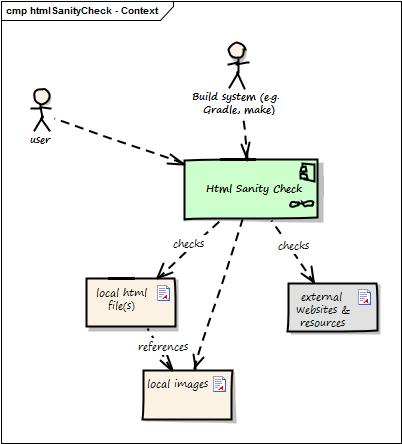 cmp htmlSanityCheck - Context
Build system (e.g.
Gradle, make)
user
Html Sanity Check
checks
checks
local html
file(s)
external
Websites &
resources
references
local images